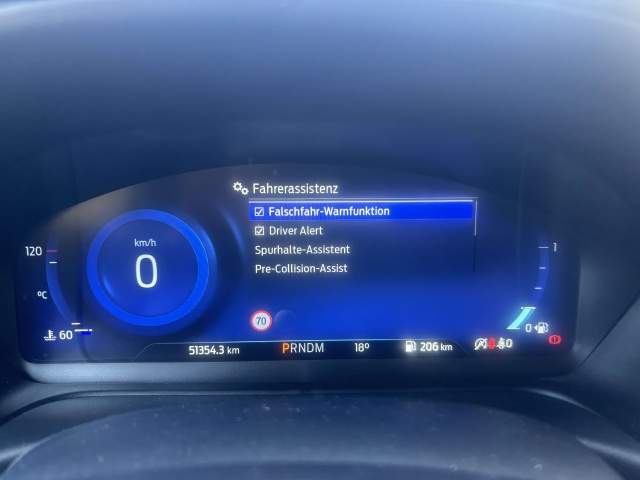 Fahrerassistenz
Falschfahr-Warnfunktion
Driver Alert
Spurhalte-Assistent
Pre-Collision-Assist
km/h
0
120
°C
60
70
1
0
51354.3 km
PRNDM
18°
206 km